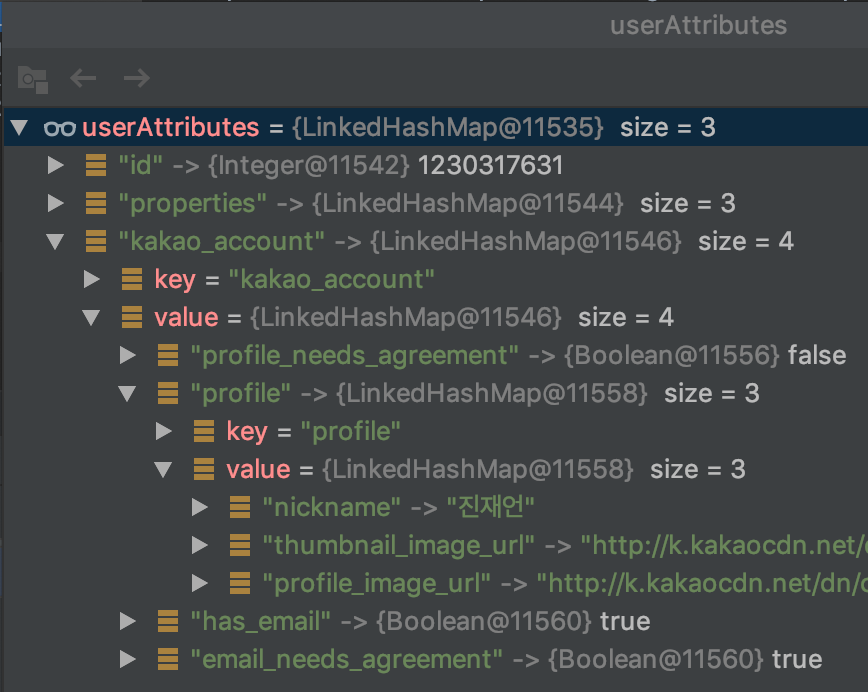 userAttributes
userAttributes = {LinkedHashMap@11535} size = 3
"id" -> {Integer@11542} 1230317631
"properties" -> {LinkedHashMap@11544} size = 3
"kakao_account" -> {LinkedHashMap@11546} size = 4
key = "kakao_account"
value = {LinkedHashMap@11546} size = 4
"profile_needs_agreement" -> {Boolean@11556} false
"profile" -> {LinkedHashMap@11558} size = 3
key = "profile"
value = {LinkedHashMap@11558} size = 3
"nickname" -> "진재언"
"thumbnail_image_url" -> "http://k.kakaocdn.net/
"profile_image_url" -> "http://k.kakaocdn.net/dn/
"has_email" -> {Boolean@11560} true
"email_needs_agreement" -> {Boolean@11560} true